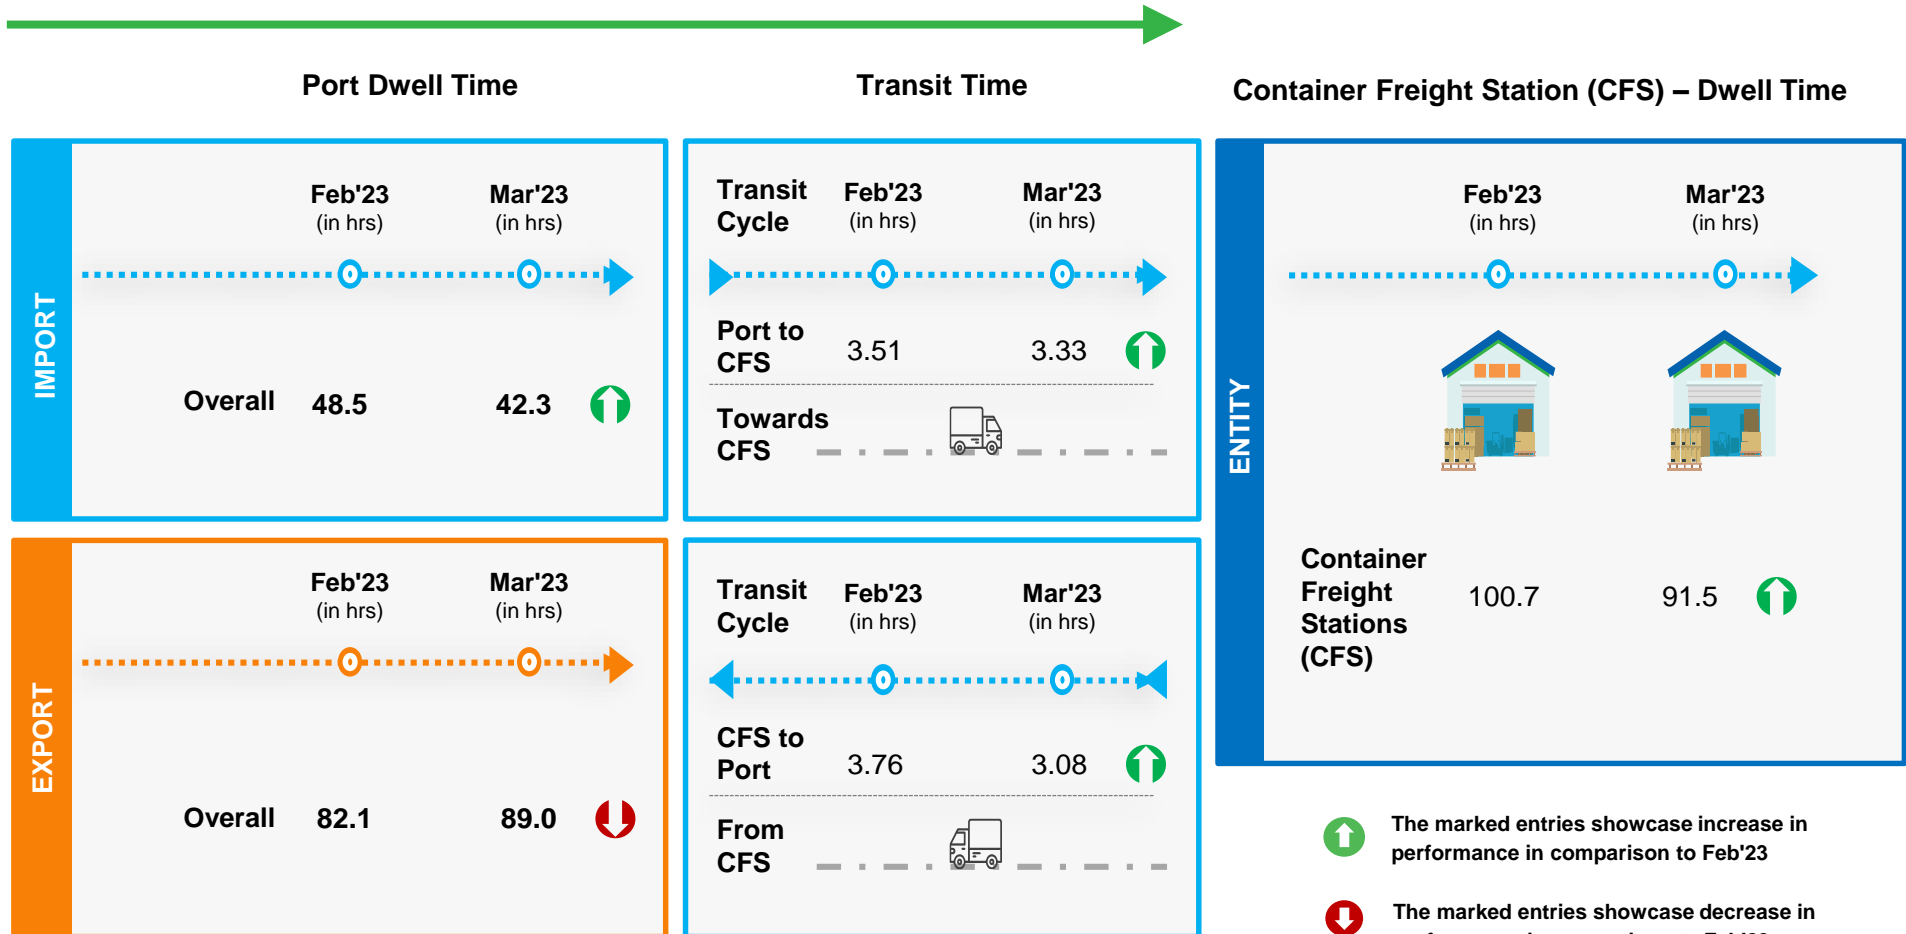 Port Dwell Time
Transit Time
Container Freight Station (CFS) – Dwell Time
IMPORT
Feb'23
(in hrs)
Mar'23
(in hrs)
Overall 48.5 42.3
Transit
Cycle
Feb'23
(in hrs)
Mar'23
(in hrs)
Port to
CFS
3.51 3.33
Towards
CFS
ENTITY
Feb'23
(in hrs)
Mar'23
(in hrs)
Container
Freight
Stations
(CFS)
100.7 91.5
EXPORT
Feb'23
(in hrs)
Mar'23
(in hrs)
Overall 82.1 89.0
Transit
Cycle
Feb'23
(in hrs)
Mar'23
(in hrs)
CFS to
Port
3.76 3.08
From
CFS
The marked entries showcase increase in
performance in comparison to Feb'23
The marked entries showcase decrease in